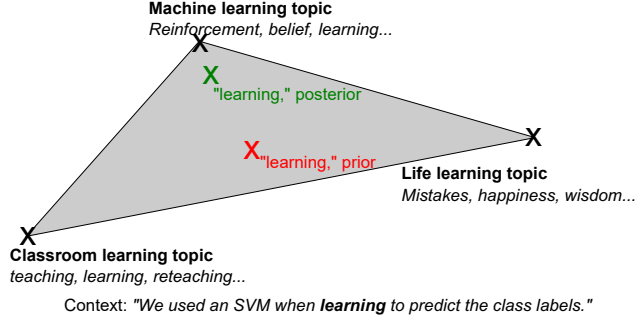 Machine learning topic
Reinforcement, belief, learning...
X
X
"learning," posterior
X
"learning," prior
X
Life learning topic
Mistakes, happiness, wisdom...
X
Classroom learning topic
teaching, learning, reteaching...
Context: "We used an SVM when learning to predict the class labels."